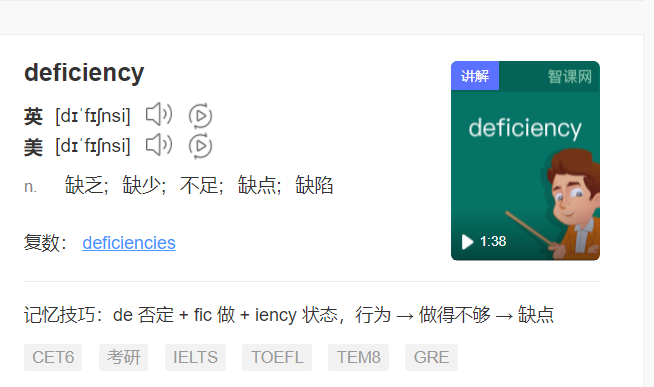 deficiency
英 [dɪˈfɪʃnsi]
美 [dɪˈfɪʃnsi]
n. 缺乏；缺少；不足；缺点；缺陷
复数： deficiencies
讲解 智课网
deficiency
1:38
记忆技巧：de 否定 + fic 做 + iency 状态，行为 → 做得不够 → 缺点
CET6 考研 IELTS TOEFL TEM8 GRE